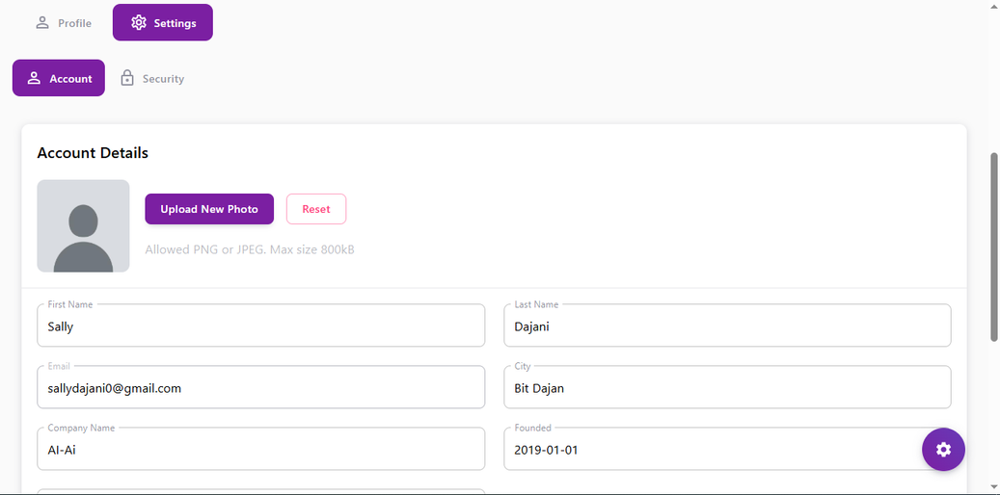 Profile
Settings
Account
Security
Account Details
Upload New Photo
Reset
Allowed PNG or JPEG. Max size 800kB
First Name
Sally
Last Name
Dajani
Email
sallydajani0@gmail.com
City
Bit Dajan
Company Name
Al-Ai
Founded
2019-01-01